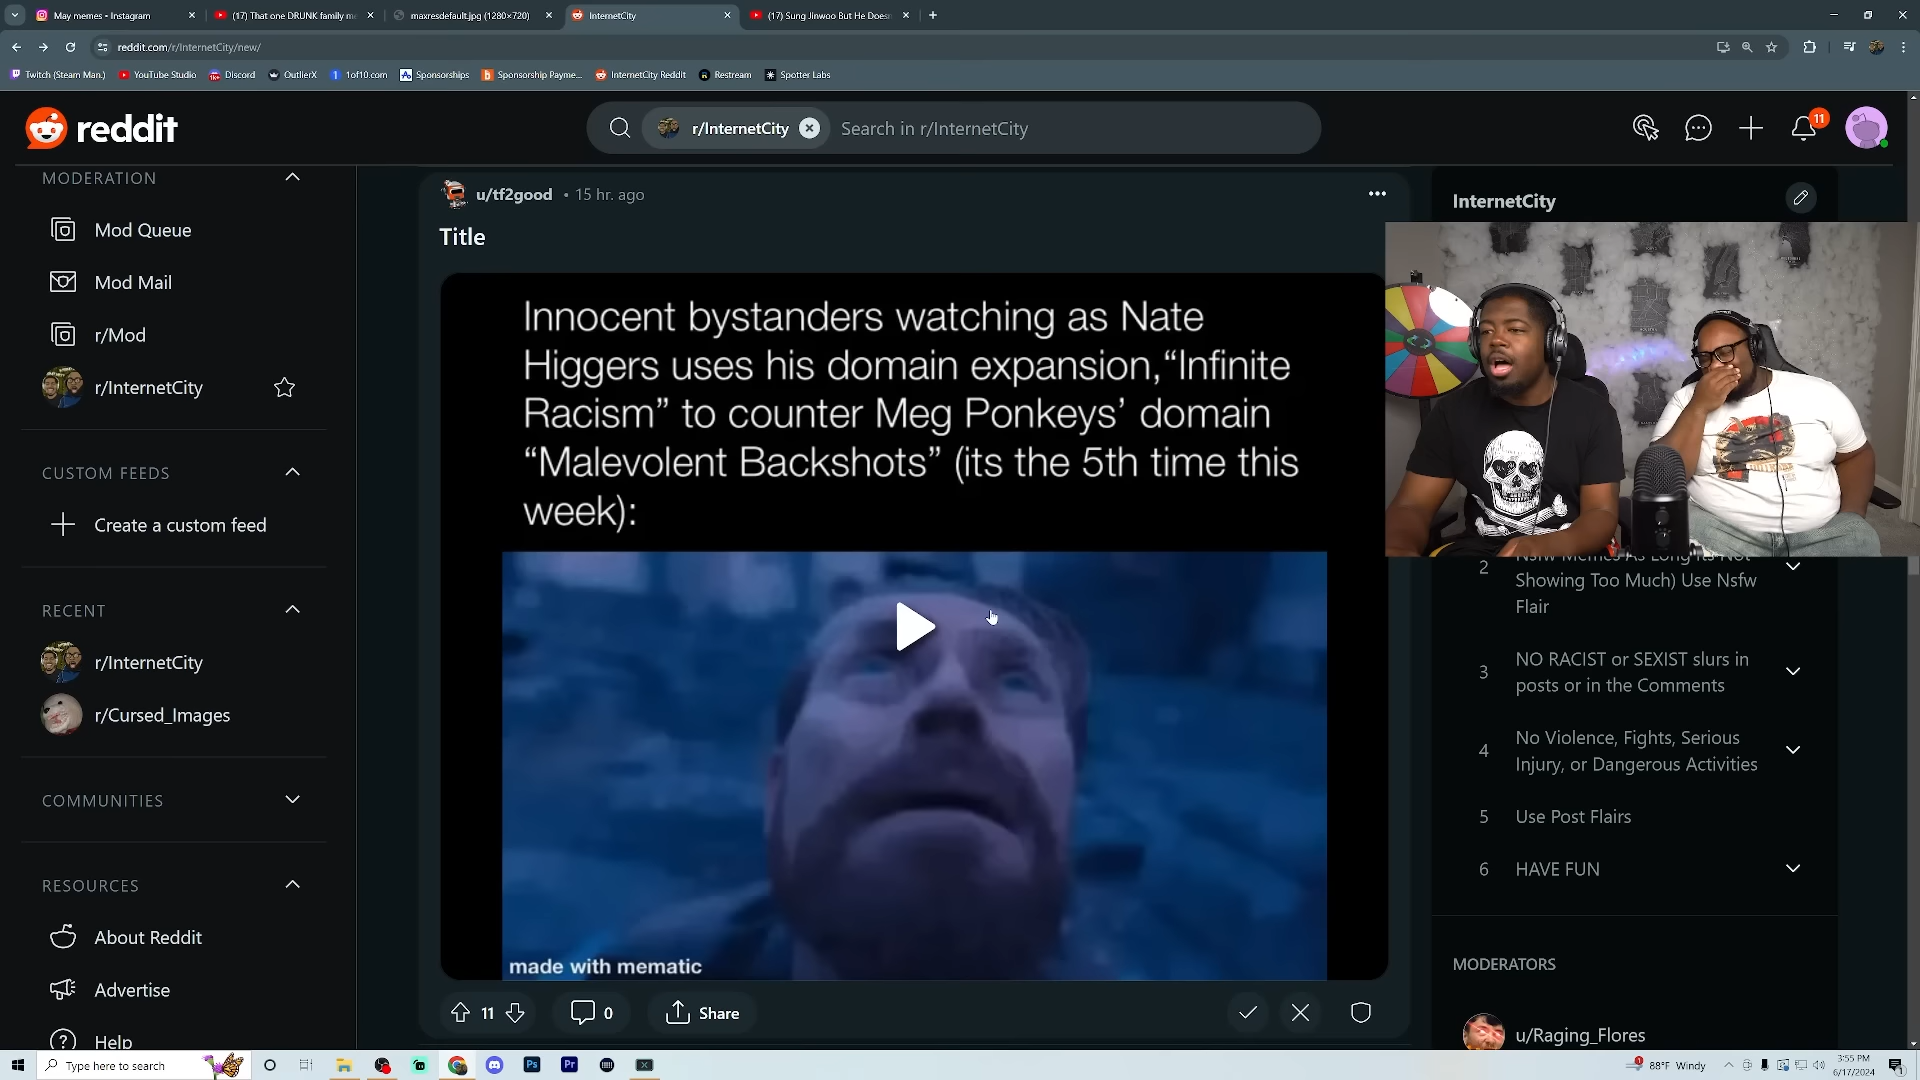 May memes - Instagram
(17) That one DRUNK family me
maxresdefault.jpg (1280×720)
InternetCity
(17) Sung Jinwoo But He Does
reddit.com/r/InternetCity/new/
Twitch (Steam Man.)
YouTube Studio
Discord
OutlierX
1of10.com
Sponsorships
Sponsorship Payme...
InternetCity Reddit
Restream
Spotter Labs
reddit
r/InternetCity
Search in r/InternetCity
11
MODERATION
Mod Queue
Mod Mail
r/Mod
r/InternetCity
CUSTOM FEEDS
Create a custom feed
RECENT
r/InternetCity
r/Cursed_Images
COMMUNITIES
RESOURCES
About Reddit
Advertise
Help
u/tf2good • 15 hr. ago
Title
Innocent bystanders watching as Nate
Higgers uses his domain expansion,“Infinite
Racism” to counter Meg Ponkeys’ domain
“Malevolent Backshots” (its the 5th time this
week):
made with mematic
11
0
Share
InternetCity
2
Nsfw Memes As Long Its Not
Showing Too Much) Use Nsfw
Flair
3
NO RACIST or SEXIST slurs in
posts or in the Comments
4
No Violence, Fights, Serious
Injury, or Dangerous Activities
5
Use Post Flairs
6
HAVE FUN
MODERATORS
u/Raging_Flores
Type here to search
88°F Windy
3:55 PM
6/17/2024